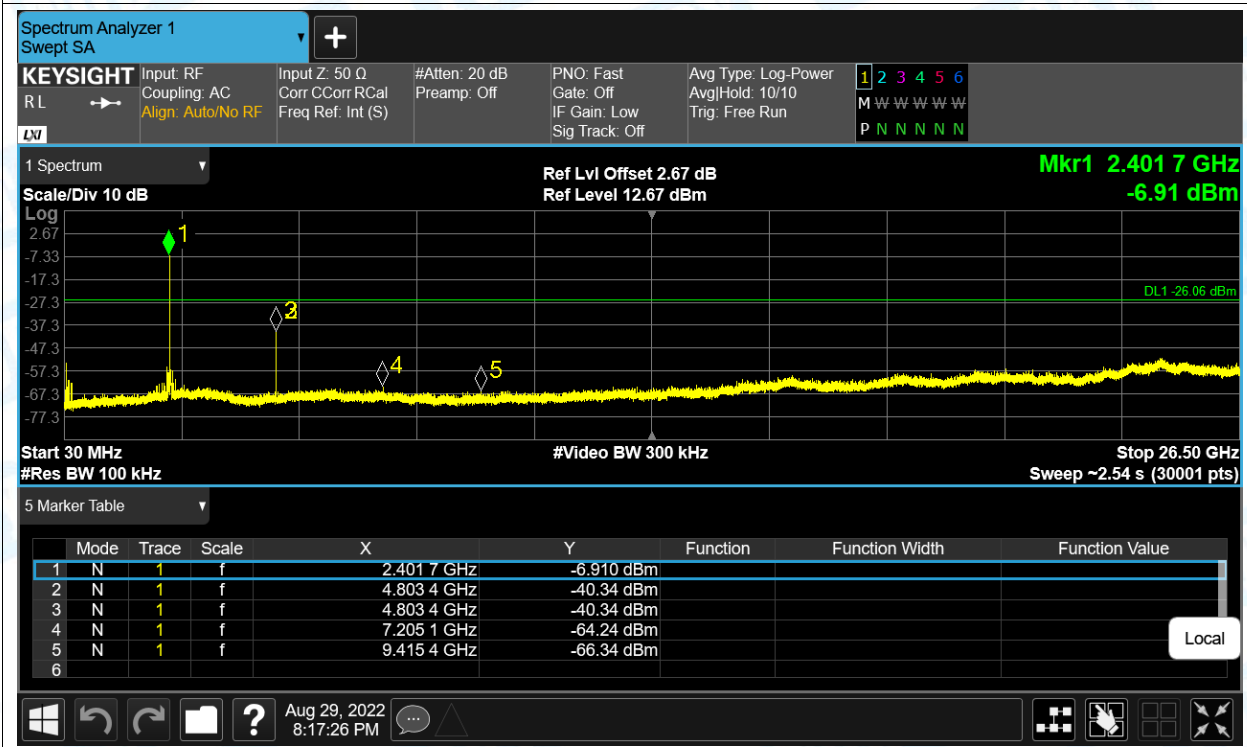 Spectrum Analyzer 1
Swept SA
+
KEYSIGHT Input: RF Input Z: 50 Ω #Atten: 20 dB PNO: Fast Avg Type: Log-Power 1 2 3 4 5 6
R L Coupling: AC Corr CCorr RCal Preamp: Off Gate: Off Avg|Hold: 10/10 M W W W W W W
Align: Auto/No RF Freq Ref: Int (S) IF Gain: Low Trig: Free Run
LXI Sig Track: Off P N N N N N N
1 Spectrum Ref Lvl Offset 2.67 dB Mkr1 2.401 7 GHz
Scale/Div 10 dB Ref Level 12.67 dBm -6.91 dBm
Log
2.67 1
-7.33
-17.3
DL1 -26.06 dBm
-27.3
2 3
-37.3
-47.3
-57.3 4 5
-67.3
-77.3
Start 30 MHz #Video BW 300 kHz Stop 26.50 GHz
#Res BW 100 kHz Sweep ~2.54 s (30001 pts)
5 Marker Table
Mode Trace Scale X Y Function Function Width Function Value
1 N 1 f 2.401 7 GHz -6.910 dBm
2 N 1 f 4.803 4 GHz -40.34 dBm
3 N 1 f 4.803 4 GHz -40.34 dBm
4 N 1 f 7.205 1 GHz -64.24 dBm
5 N 1 f 9.415 4 GHz -66.34 dBm
6
Local
? Aug 29, 2022
8:17:26 PM